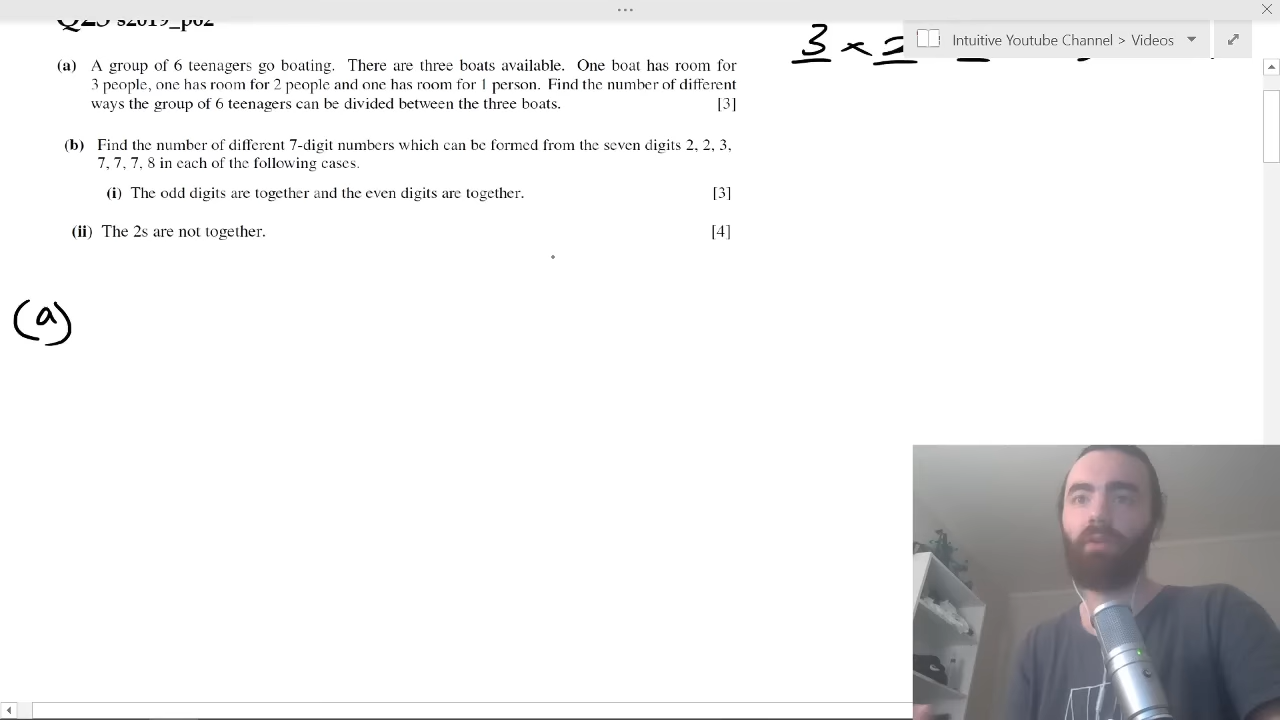 Q23 s2019_p62
3 × 2
Intuitive Youtube Channel > Videos
(a) A group of 6 teenagers go boating. There are three boats available. One boat has room for
3 people, one has room for 2 people and one has room for 1 person. Find the number of different
ways the group of 6 teenagers can be divided between the three boats. [3]
(b) Find the number of different 7-digit numbers which can be formed from the seven digits 2, 2, 3,
7, 7, 7, 8 in each of the following cases.
(i) The odd digits are together and the even digits are together. [3]
(ii) The 2s are not together. [4]
(a)